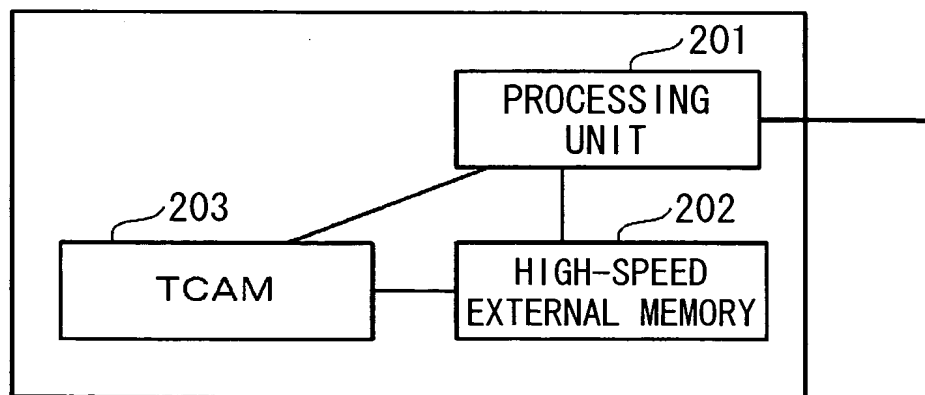 201
PROCESSING
UNIT
203
TCAM
202
HIGH-SPEED
EXTERNAL MEMORY